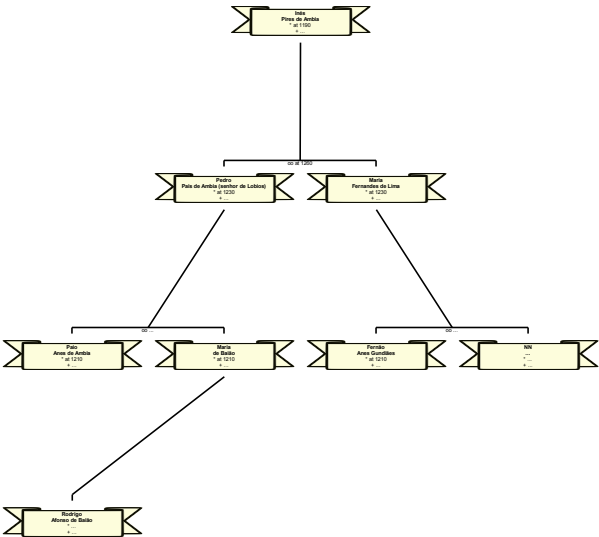 Inês
Pires de Ambia
* at 1190
+ ...
oo at 1260
Pedro
Pais de Ambia (senhor de Lobios)
* at 1230
+ ...
Maria
Fernandes de Lima
* at 1230
+ ...
oo ...
oo ...
Paio
Anes de Ambia
* at 1210
+ ...
Maria
de Baião
* at 1210
+ ...
Fernão
Anes Gundiães
* at 1210
+ ...
NN
...
* ...
+ ...
Rodrigo
Afonso de Baião
* ...
+ ...